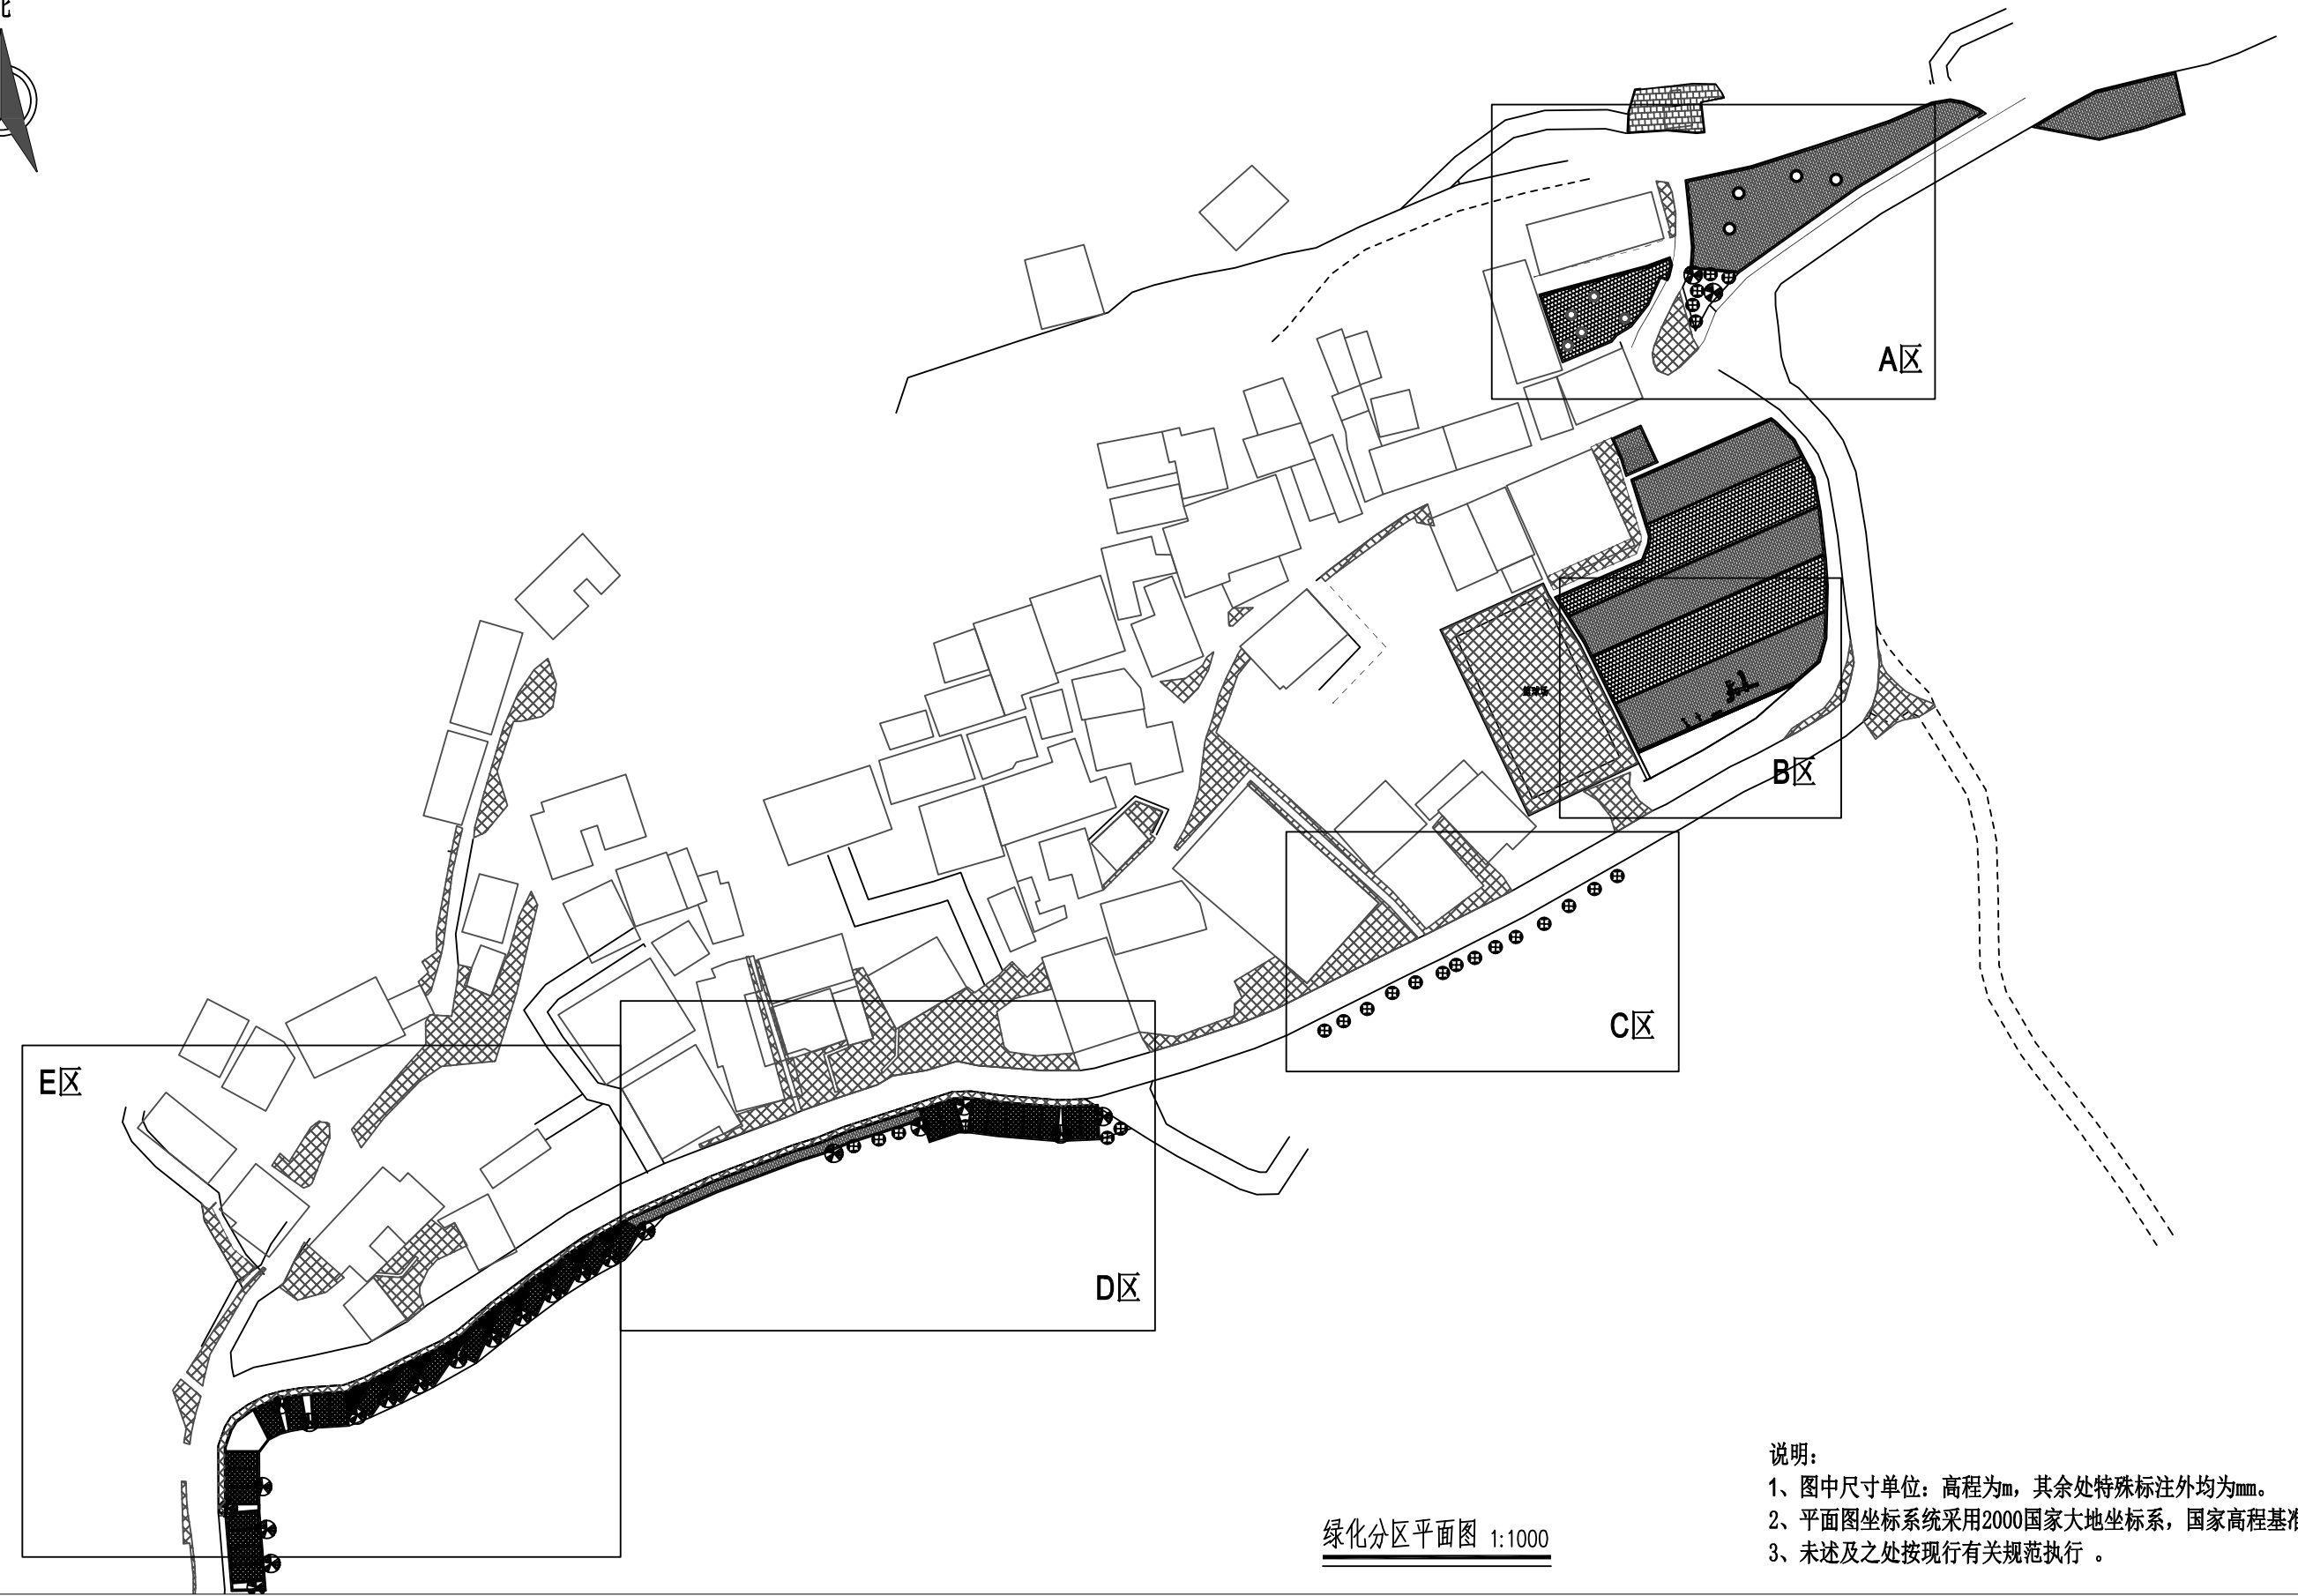 北
A区
篮球场
B区
C区
E区
D区
说明：
1、图中尺寸单位：高程为m，其余处特殊标注外均为mm。
2、平面图坐标系统采用2000国家大地坐标系，国家高程基准
3、未述及之处按现行有关规范执行 。
绿化分区平面图 1:1000